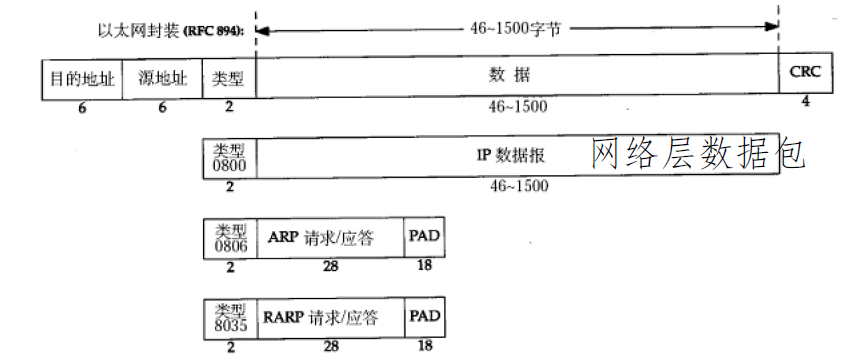 以太网封装 (RFC 894): 46~1500字节
目的地址 源地址 类型 数 据 CRC
6 6 2 46~1500 4
类型 0800 IP 数据报 网络层数据包
2 46~1500
类型 0806 ARP 请求/应答 PAD
2 28 18
类型 8035 RARP 请求/应答 PAD
2 28 18